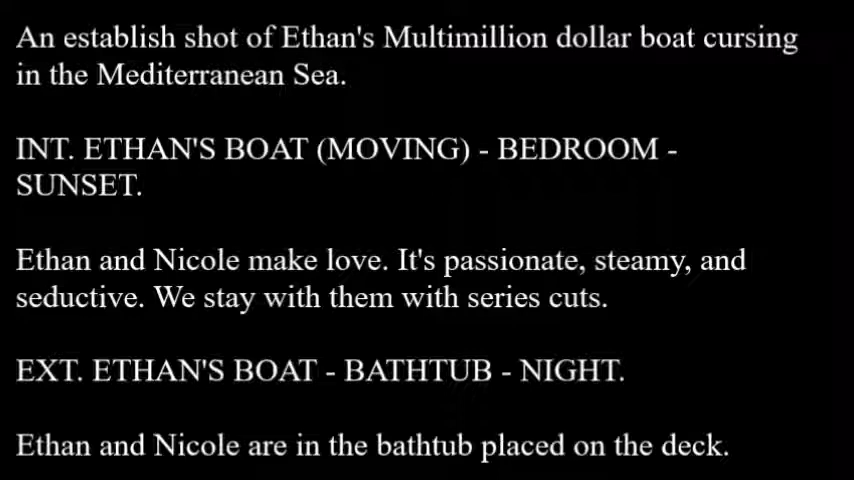 An establish shot of Ethan's Multimillion dollar boat cursing
in the Mediterranean Sea.
INT. ETHAN'S BOAT (MOVING) - BEDROOM -
SUNSET.
Ethan and Nicole make love. It's passionate, steamy, and
seductive. We stay with them with series cuts.
EXT. ETHAN'S BOAT - BATHTUB - NIGHT.
Ethan and Nicole are in the bathtub placed on the deck.